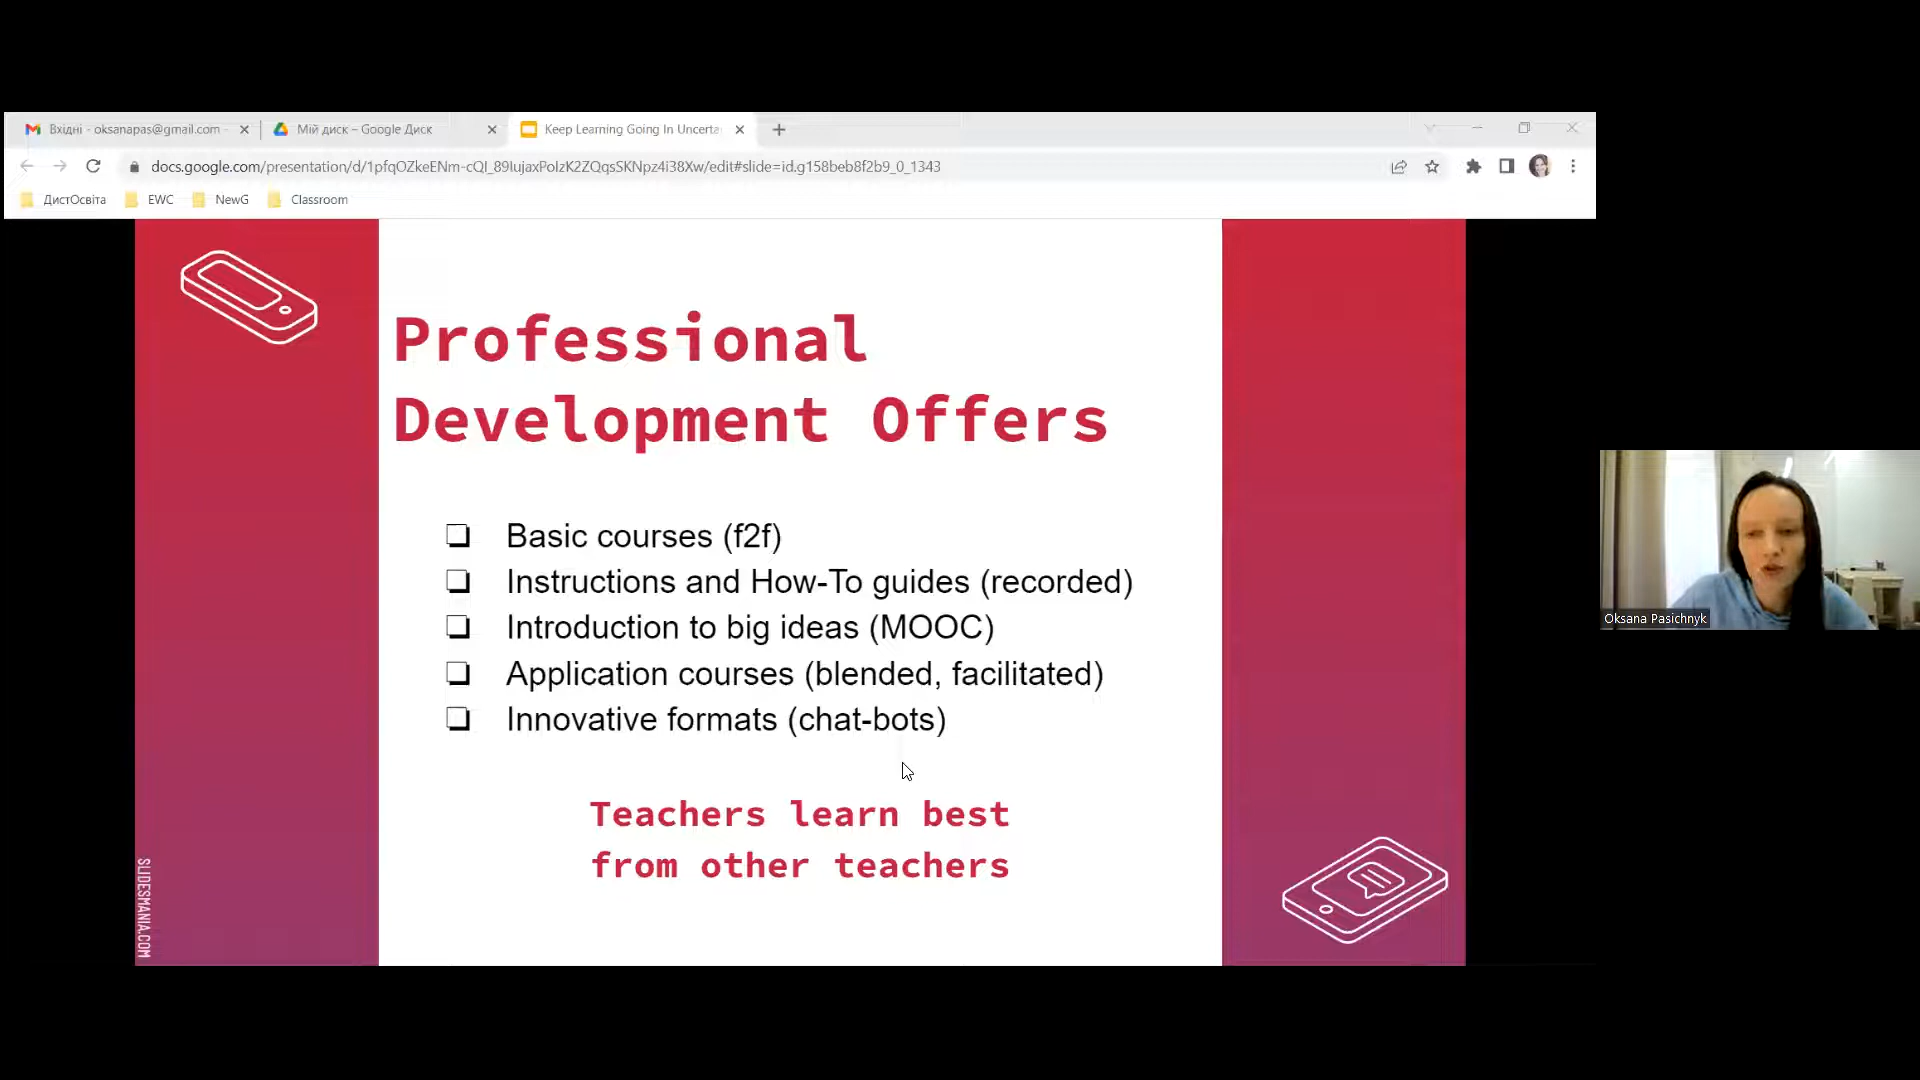 Вхідні - oksanapas@gmail.com -
Мій диск – Google Диск
Keep Learning Going In Uncerta
docs.google.com/presentation/d/1pfqOZkeENm-cQI_89IujaxPoIzK2ZQqsSKNpz4i38Xw/edit#slide=id.g158beb8f2b9_0_1343
ДистОсвіта
EWC
NewG
Classroom
Professional
Development Offers
Basic courses (f2f)
Instructions and How-To guides (recorded)
Introduction to big ideas (MOOC)
Application courses (blended, facilitated)
Innovative formats (chat-bots)
Teachers learn best
from other teachers
SLIDESMANIA.COM
Oksana Pasichnyk